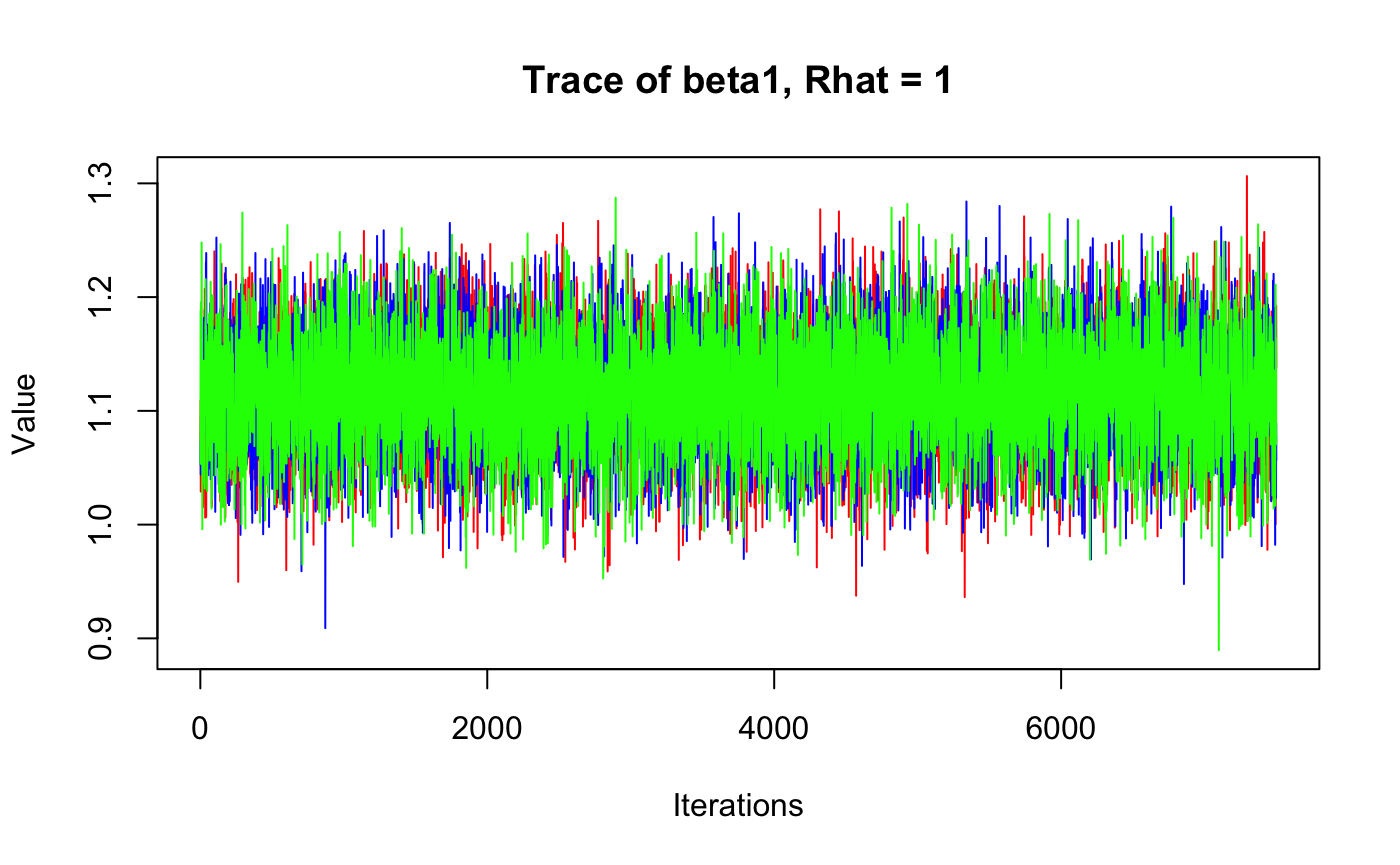 Trace of beta1, Rhat = 1
Value
1.3
1.2
1.1
1.0
0.9
0 2000 4000 6000
Iterations